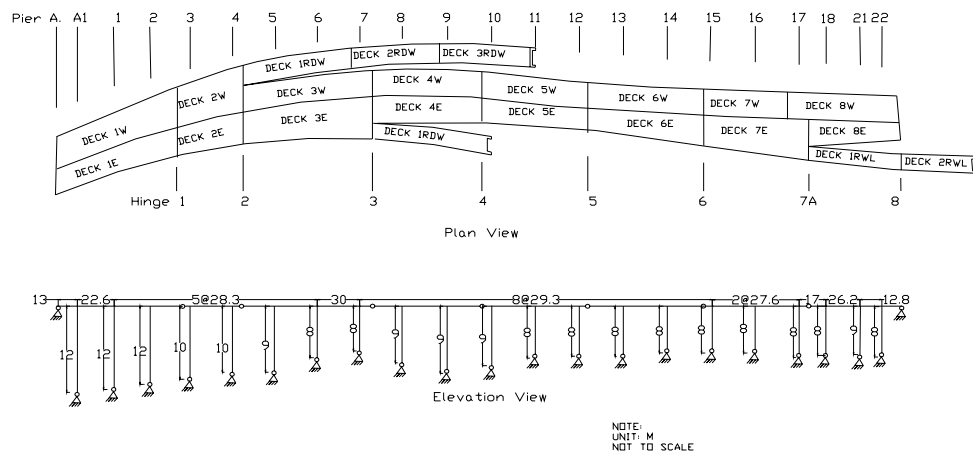 Pier A. A1 1 2 3 4 5 6 7 8 9 10 11 12 13 14 15 16 17 18 21 22
DECK 1RDW DECK 2RDW DECK 3RDW
DECK 1W DECK 2W DECK 3W DECK 4W DECK 5W DECK 6W DECK 7W DECK 8W
DECK 1E DECK 2E DECK 3E DECK 4E DECK 5E DECK 6E DECK 7E DECK 8E
DECK 1RDW DECK 1RWL DECK 2RWL
Hinge 1 2 3 4 5 6 7A 8
Plan View
13 22.6 5@28.3 30 8@29.3 2@27.6 17 26.2 12.8
12 12 12 10 10 9 8 8 9 9 9 8 8 8 8 8 8 8 8 9 8
Elevation View
NOTE:
UNIT: M
NOT TO SCALE